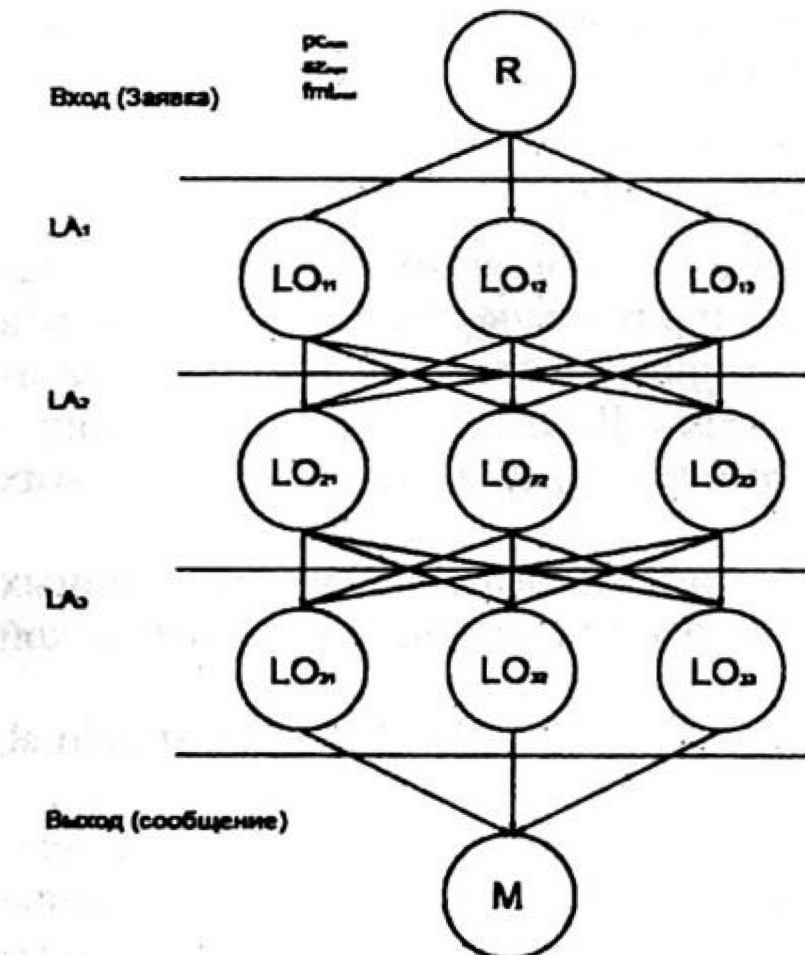 R
Вход (Заявка)
LA₁
LO₁₁ LO₁₂ LO₁₃
LA₂
LO₂₁ LO₂₂ LO₂₃
LA₃
LO₃₁ LO₃₂ LO₃₃
Выход (сообщение)
M